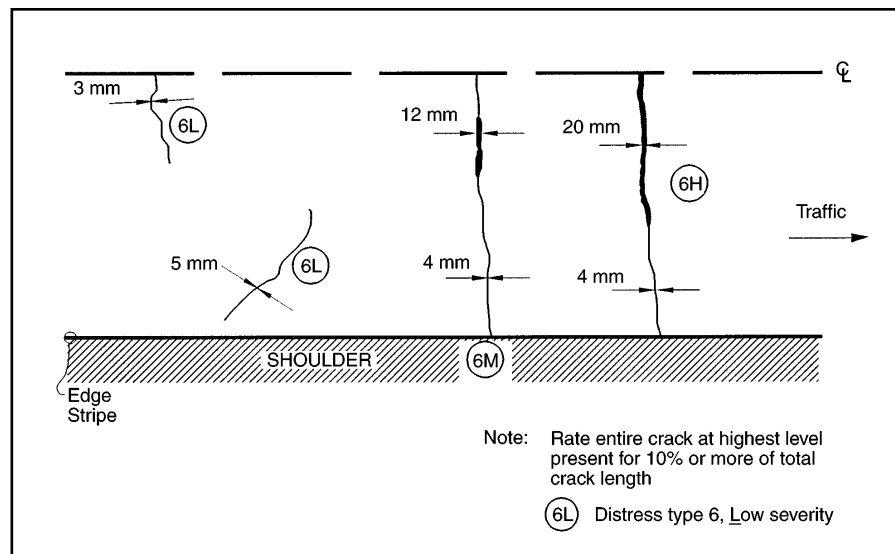 ℄
3 mm
6L
12 mm
20 mm
6H
Traffic
5 mm
6L
4 mm
4 mm
SHOULDER
6M
Edge
Stripe
Note: Rate entire crack at highest level
present for 10% or more of total
crack length
6L Distress type 6, Low severity